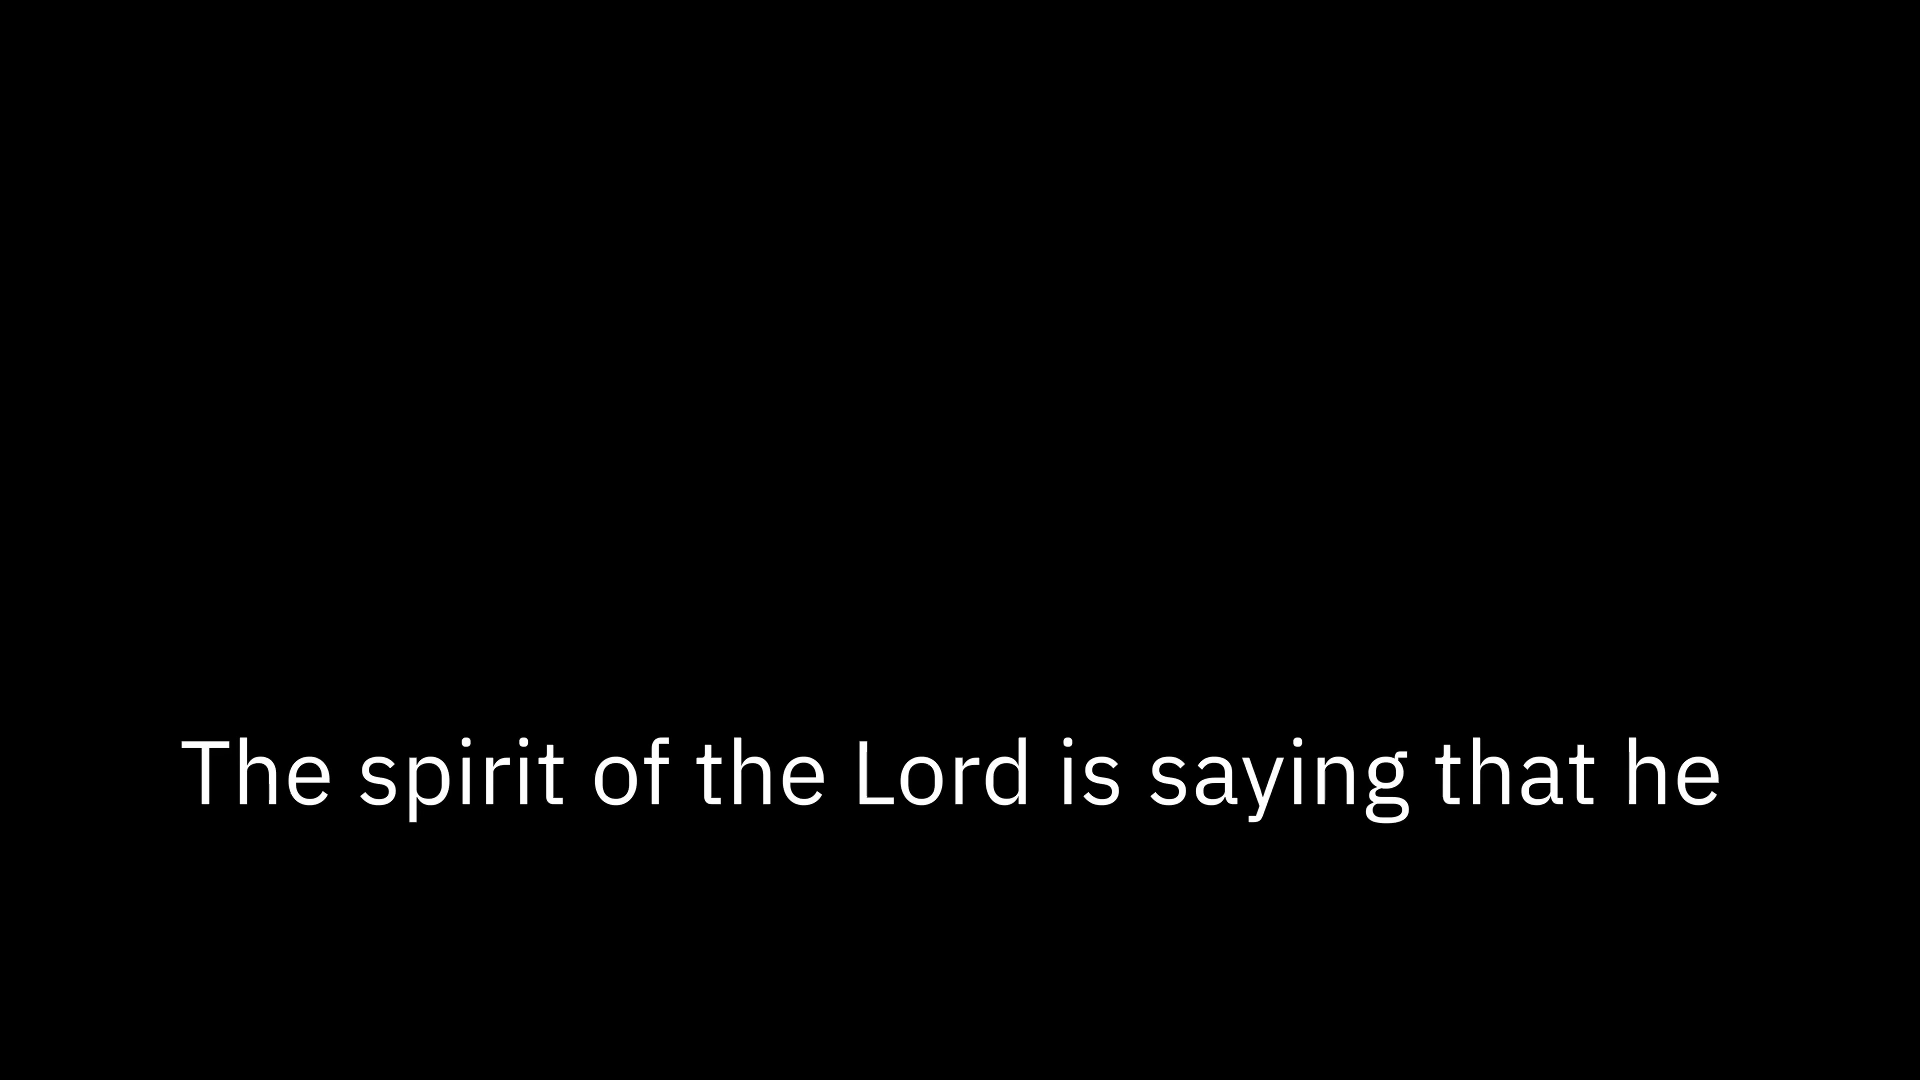 The spirit of the Lord is saying that he